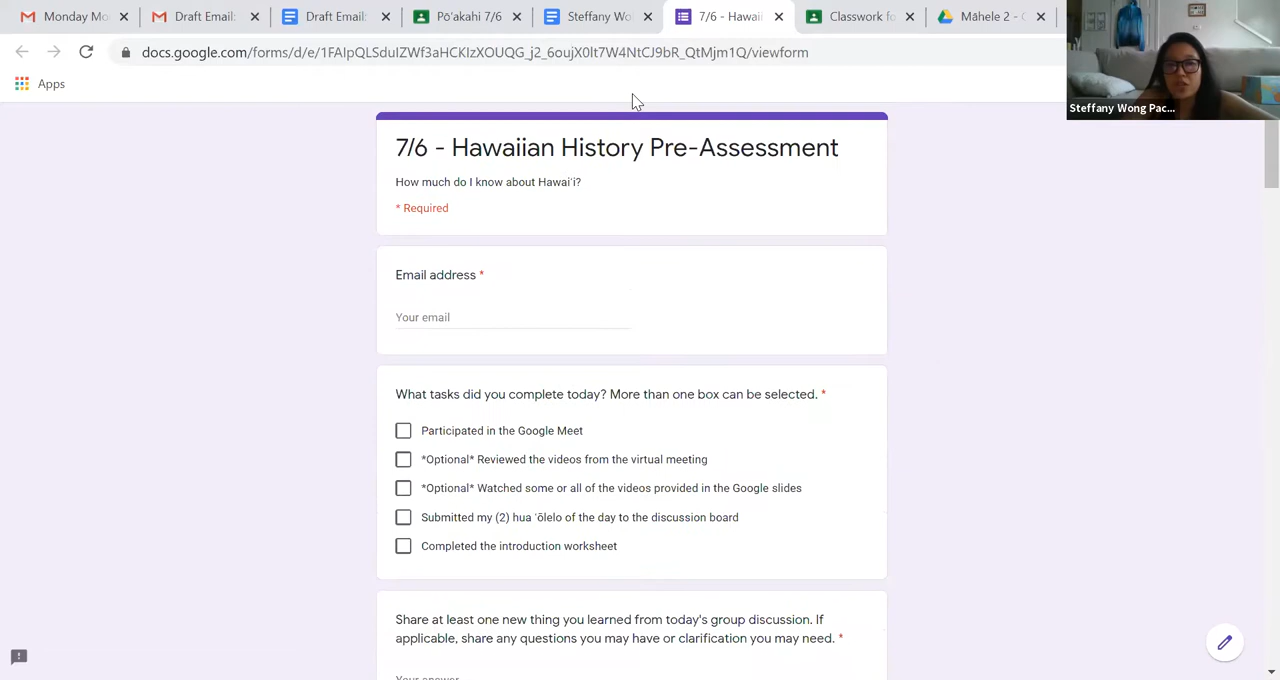 Monday Mo
Draft Email:
Draft Email:
Pō'akahi 7/6
Steffany Wo
7/6 - Hawaii
Classwork fo
Māhele 2 - C
docs.google.com/forms/d/e/1FAIpQLSduIZWf3aHCKIzXOUQG_j2_6oujX0lt7W4NtCJ9bR_QtMjm1Q/viewform
Apps
Steffany Wong Pac...
7/6 - Hawaiian History Pre-Assessment
How much do I know about Hawai'i?
* Required
Email address *
Your email
What tasks did you complete today? More than one box can be selected. *
Participated in the Google Meet
*Optional* Reviewed the videos from the virtual meeting
*Optional* Watched some or all of the videos provided in the Google slides
Submitted my (2) hua ʻōlelo of the day to the discussion board
Completed the introduction worksheet
Share at least one new thing you learned from today's group discussion. If
applicable, share any questions you may have or clarification you may need. *
Your answer